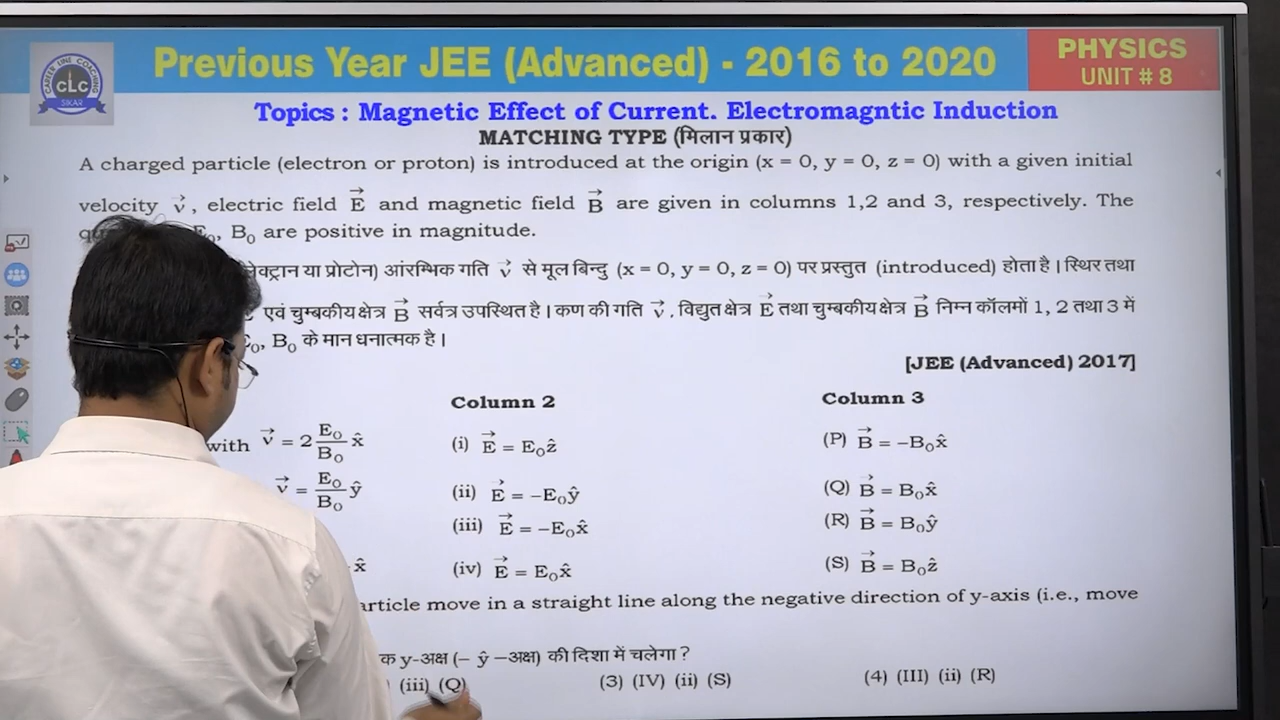 CAREER LINE COACHING
CLC
SIKAR
Previous Year JEE (Advanced) - 2016 to 2020
PHYSICS
UNIT # 8
Topics : Magnetic Effect of Current. Electromagntic Induction
MATCHING TYPE (मिलान प्रकार)
A charged particle (electron or proton) is introduced at the origin (x = 0, y = 0, z = 0) with a given initial
velocity v⃗, electric field E⃗ and magnetic field B⃗ are given in columns 1,2 and 3, respectively. The
E₀, B₀ are positive in magnitude.
या प्रोटोन) आंरम्भिक गति v⃗ से मूल बिन्दु (x = 0, y = 0, z = 0) पर प्रस्तुत (introduced) होता है। स्थिर तथा
एवं चुम्बकीय क्षेत्र B⃗ सर्वत्र उपस्थित है। कण की गति v⃗, विद्युत क्षेत्र E⃗ तथा चुम्बकीय क्षेत्र B⃗ निम्न कॉलमों 1, 2 तथा 3 में
B₀ के मान धनात्मक है।
[JEE (Advanced) 2017]
Column 2 Column 3
with v⃗ = 2 E₀/B₀ x̂ (i) E⃗ = E₀ẑ (P) B⃗ = -B₀x̂
v⃗ = E₀/B₀ ŷ (ii) E⃗ = -E₀ŷ (Q) B⃗ = B₀x̂
(iii) E⃗ = -E₀x̂ (R) B⃗ = B₀ŷ
x̂ (iv) E⃗ = E₀x̂ (S) B⃗ = B₀ẑ
move in a straight line along the negative direction of y-axis (i.e., move
y-अक्ष (- ŷ -अक्ष) की दिशा में चलेगा?
(iii) (Q) (3) (IV) (ii) (S) (4) (III) (ii) (R)